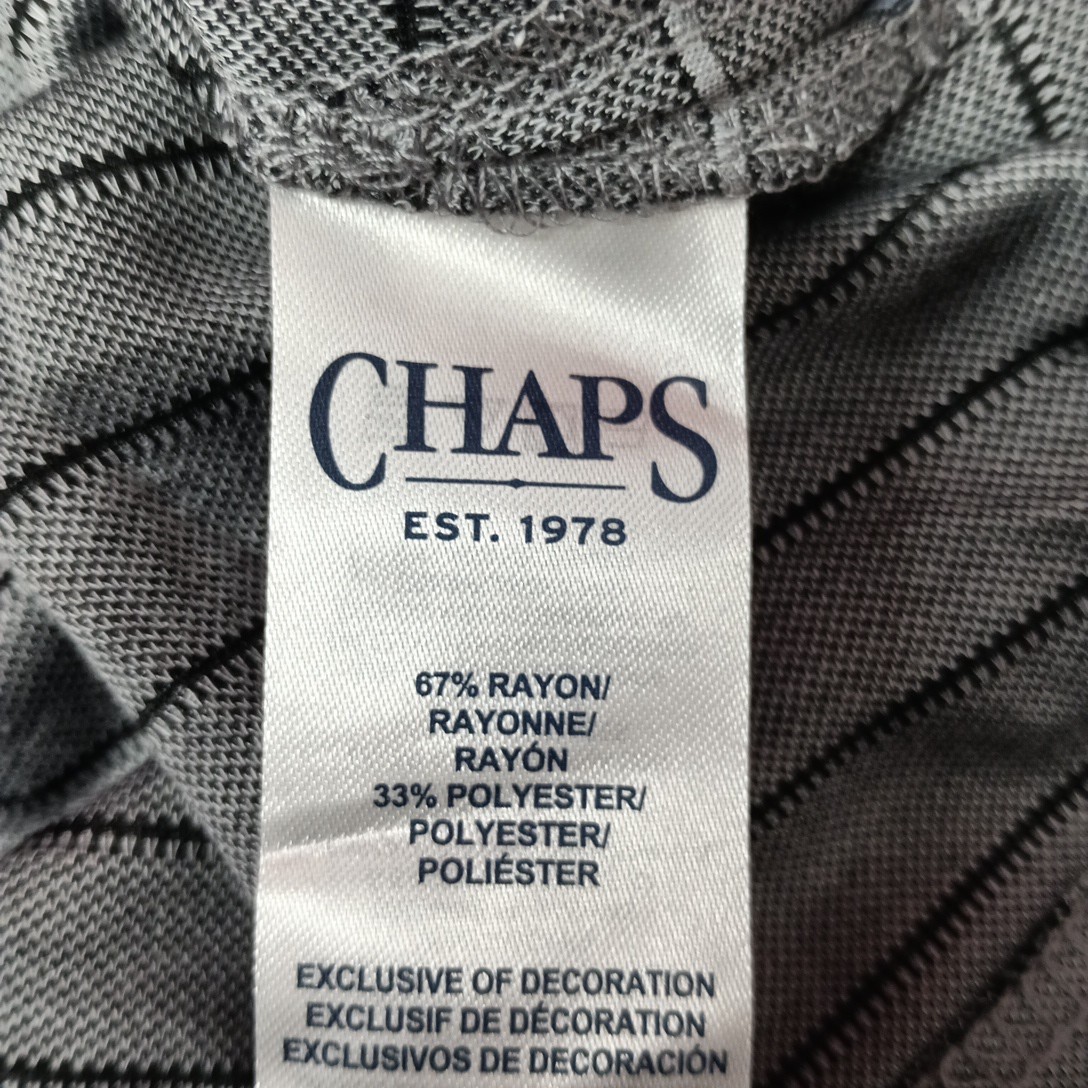 CHAPS
EST. 1978
67% RAYON/
RAYONNE/
RAYÓN
33% POLYESTER/
POLYESTER/
POLIÉSTER
EXCLUSIVE OF DECORATION
EXCLUSIF DE DÉCORATION
EXCLUSIVOS DE DECORACIÓN